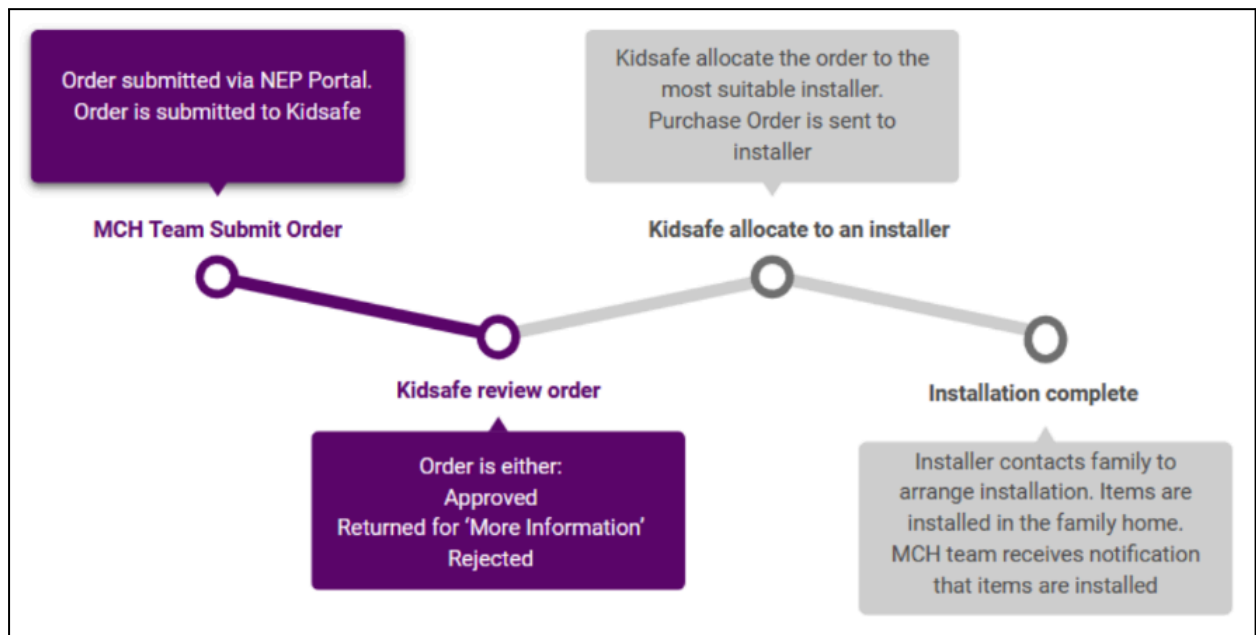 Order submitted via NEP Portal.
Order is submitted to Kidsafe
MCH Team Submit Order
Kidsafe review order
Order is either:
Approved
Returned for ‘More Information’
Rejected
Kidsafe allocate the order to the
most suitable installer.
Purchase Order is sent to
installer
Kidsafe allocate to an installer
Installation complete
Installer contacts family to
arrange installation. Items are
installed in the family home.
MCH team receives notification
that items are installed